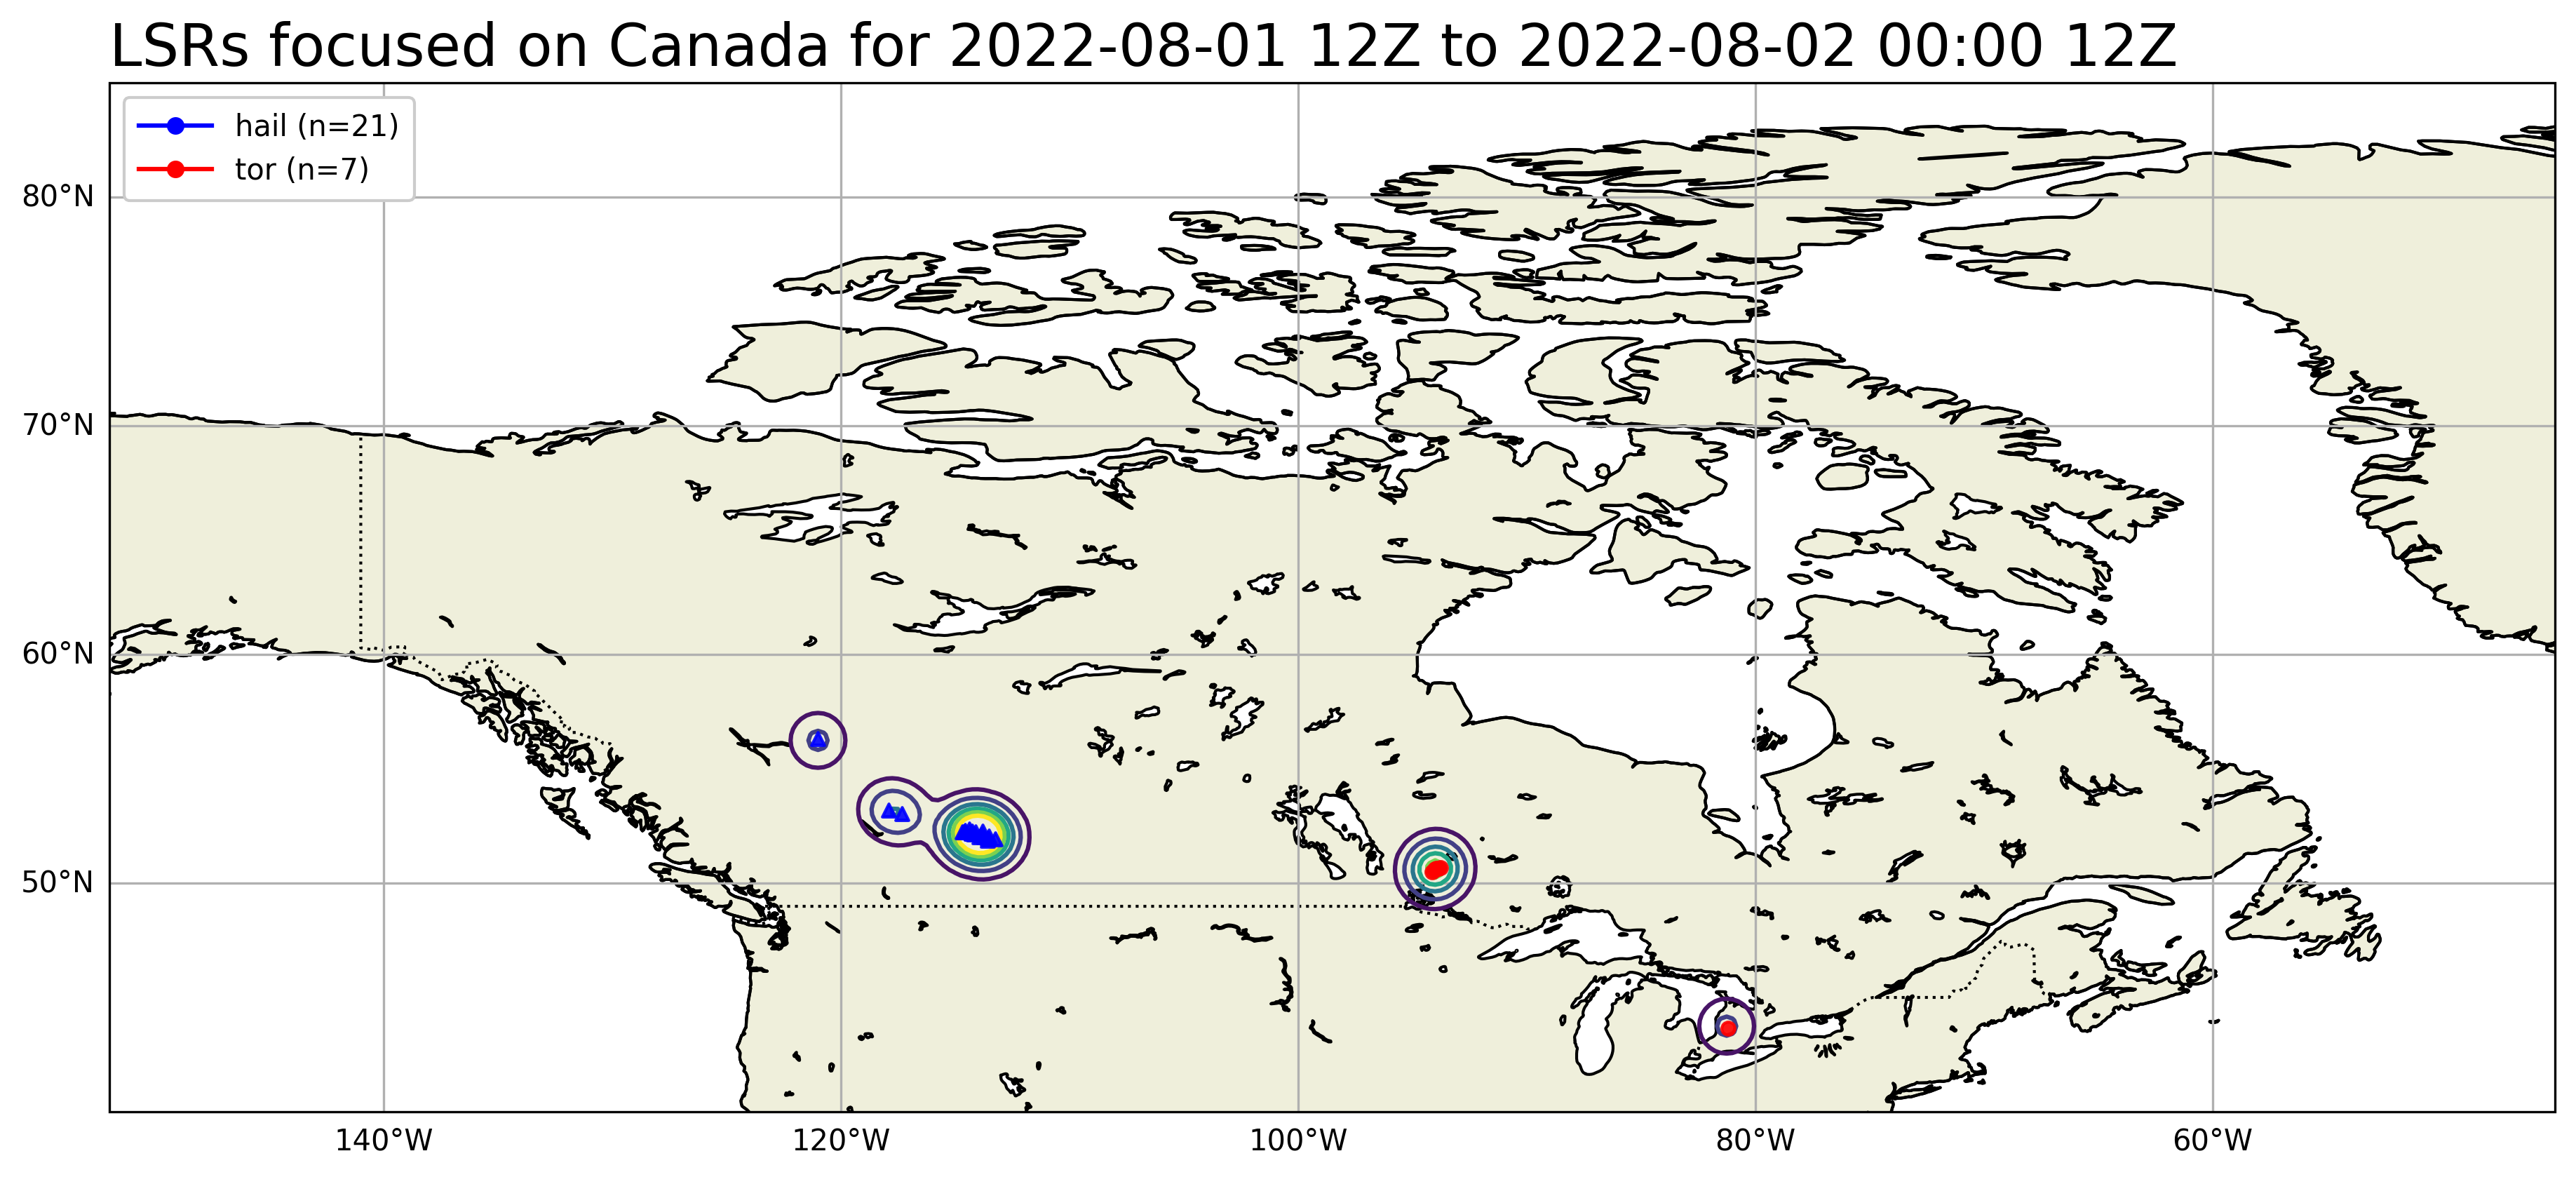 LSRs focused on Canada for 2022-08-01 12Z to 2022-08-02 00:00 12Z
hail (n=21)
tor (n=7)
80°N
70°N
60°N
50°N
140°W 120°W 100°W 80°W 60°W